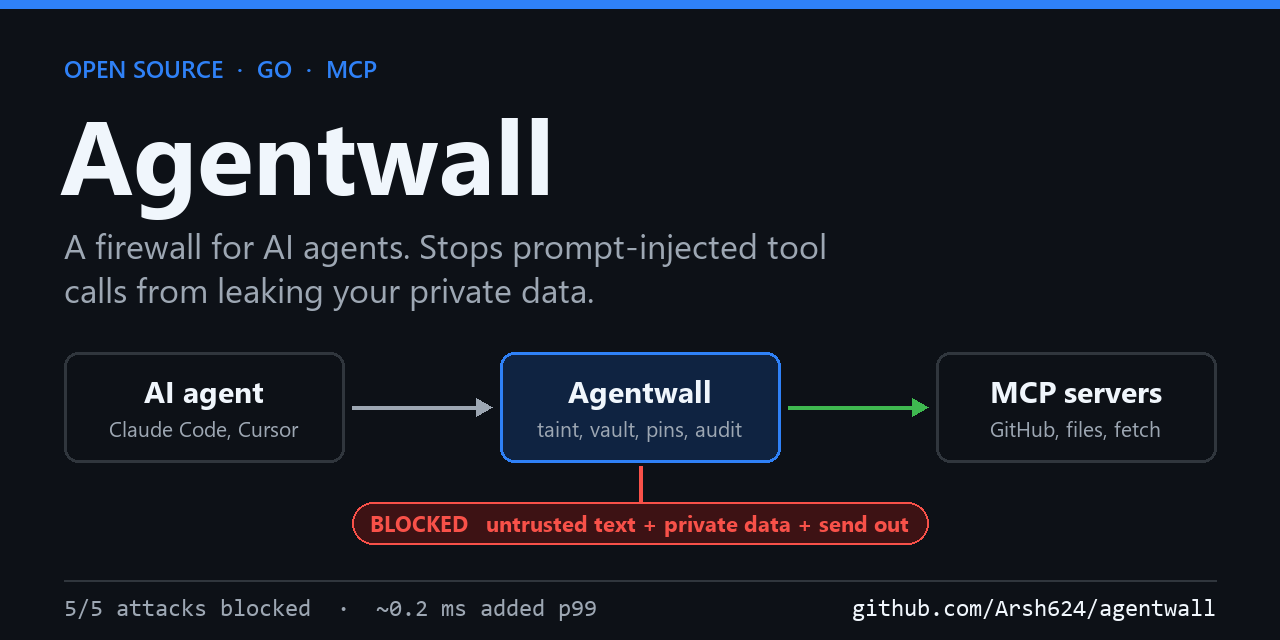 OPEN SOURCE · GO · MCP
Agentwall
A firewall for AI agents. Stops prompt-injected tool
calls from leaking your private data.
AI agent
Claude Code, Cursor
Agentwall
taint, vault, pins, audit
MCP servers
GitHub, files, fetch
BLOCKED untrusted text + private data + send out
5/5 attacks blocked · ~0.2 ms added p99
github.com/Arsh624/agentwall